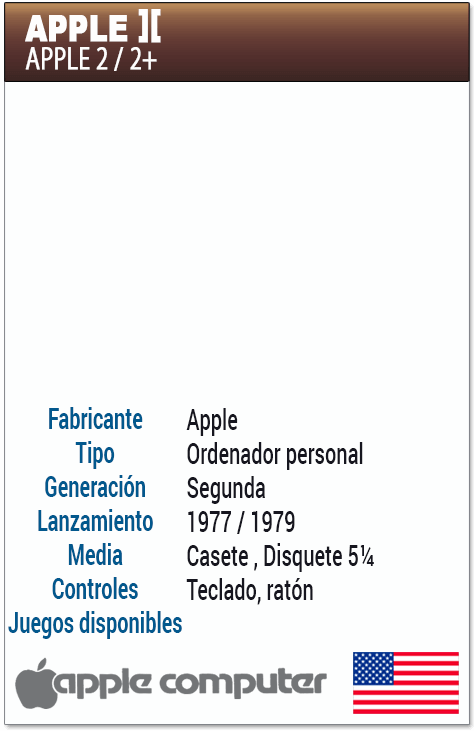 APPLE ][
APPLE 2 / 2+
Fabricante Apple
Tipo Ordenador personal
Generación Segunda
Lanzamiento 1977 / 1979
Media Casete , Disquete 5¼
Controles Teclado, ratón
Juegos disponibles
apple computer